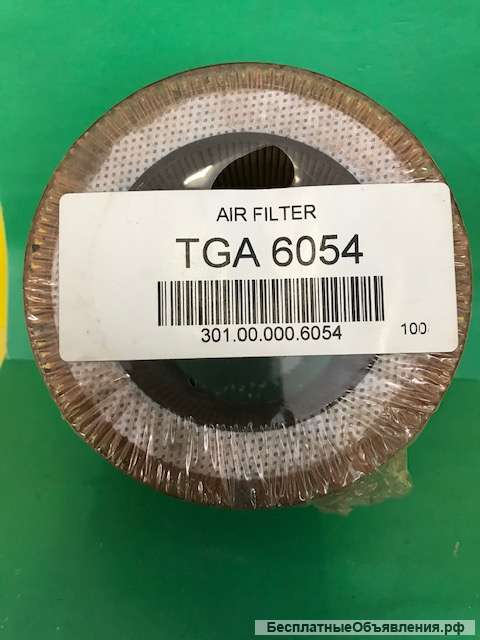 AIR FILTER
TGA 6054
301.00.000.6054
100
БесплатныеОбъявления.рф